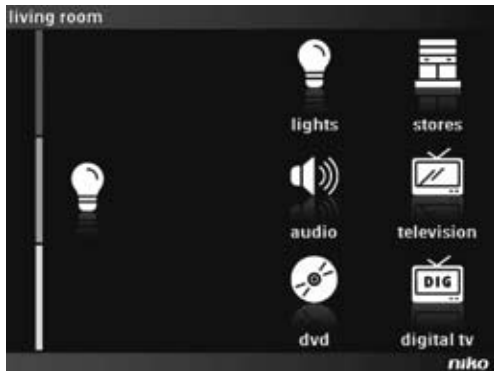 living room
lights
stores
audio
television
DIG
dvd
digital tv
niko